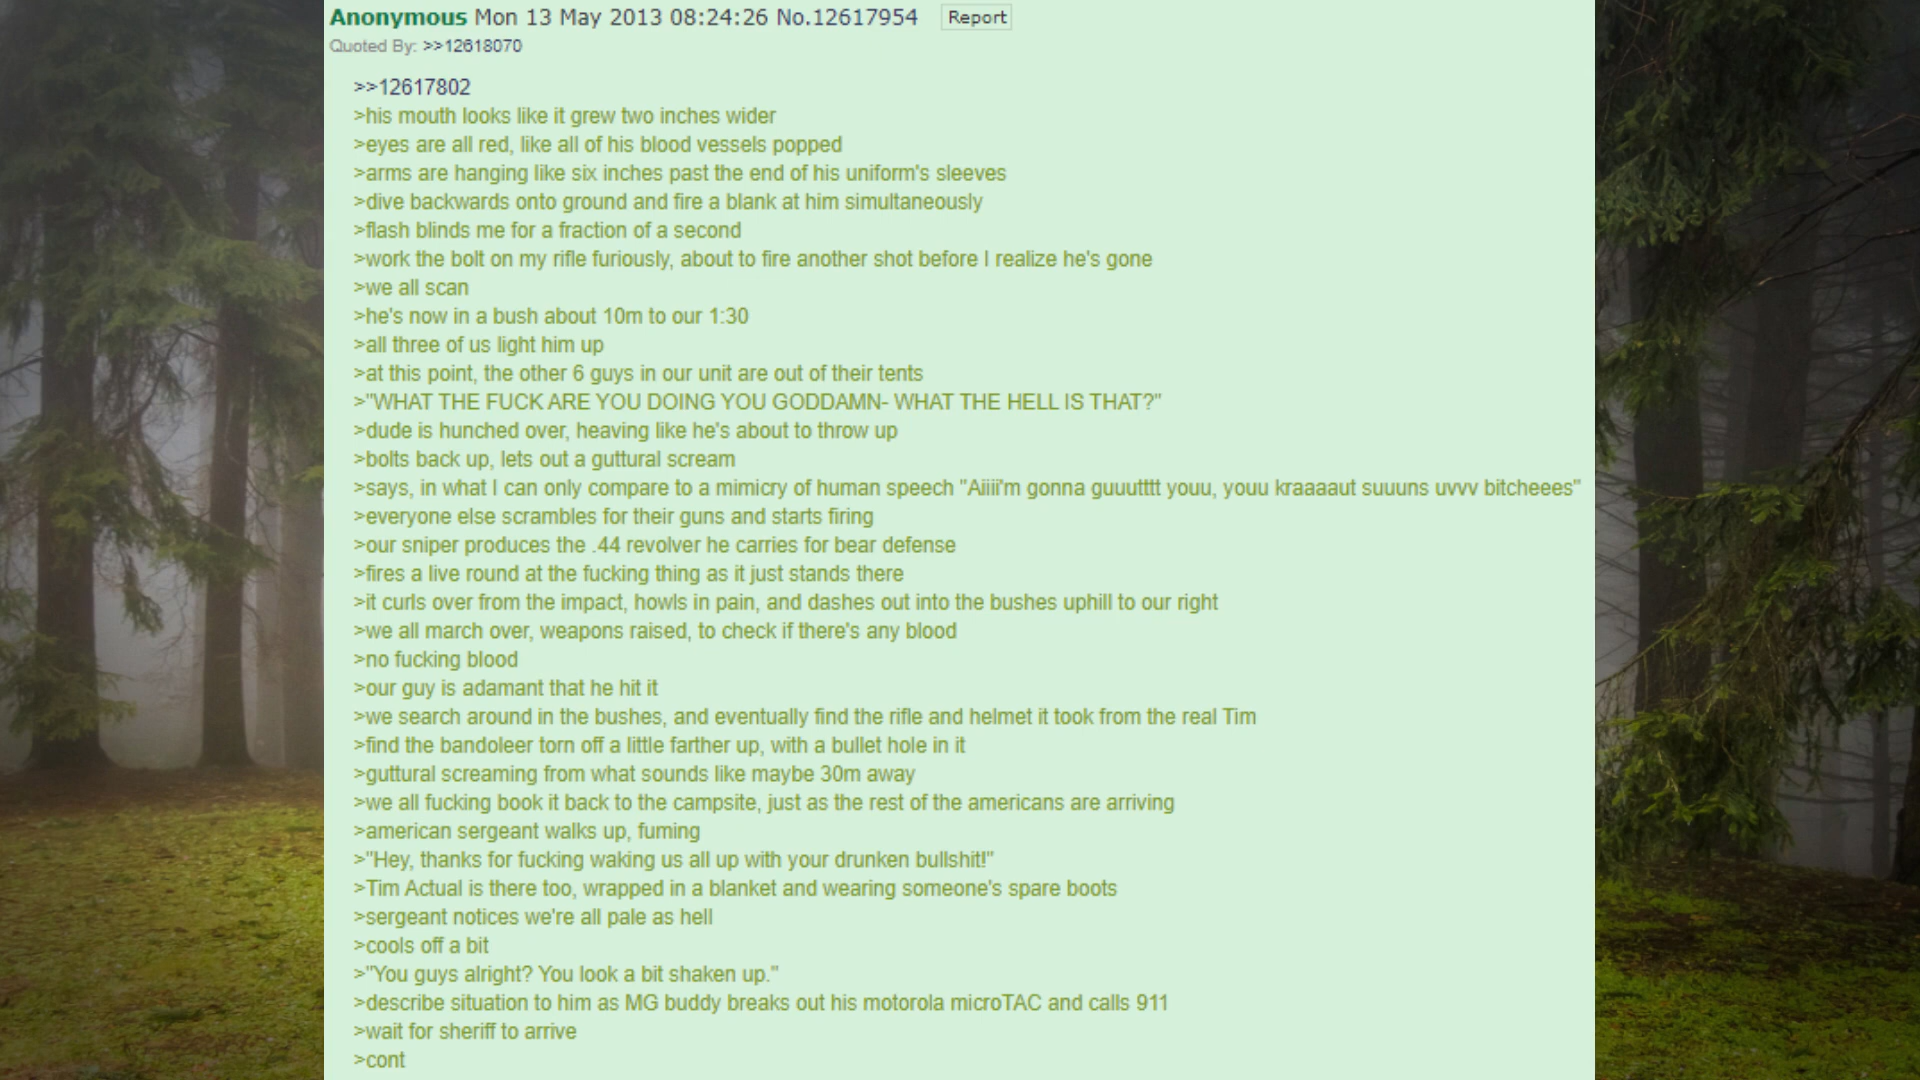 Anonymous Mon 13 May 2013 08:24:26 No.12617954 Report
Quoted By: >>12618070
>>12617802
>his mouth looks like it grew two inches wider
>eyes are all red, like all of his blood vessels popped
>arms are hanging like six inches past the end of his uniform's sleeves
>dive backwards onto ground and fire a blank at him simultaneously
>flash blinds me for a fraction of a second
>work the bolt on my rifle furiously, about to fire another shot before I realize he's gone
>we all scan
>he's now in a bush about 10m to our 1:30
>all three of us light him up
>at this point, the other 6 guys in our unit are out of their tents
>"WHAT THE FUCK ARE YOU DOING YOU GODDAMN- WHAT THE HELL IS THAT?"
>dude is hunched over, heaving like he's about to throw up
>bolts back up, lets out a guttural scream
>says, in what I can only compare to a mimicry of human speech "Aiiii'm gonna guuutttt youu, youu kraaaaut suuuns uvvv bitcheees"
>everyone else scrambles for their guns and starts firing
>our sniper produces the .44 revolver he carries for bear defense
>fires a live round at the fucking thing as it just stands there
>it curls over from the impact, howls in pain, and dashes out into the bushes uphill to our right
>we all march over, weapons raised, to check if there's any blood
>no fucking blood
>our guy is adamant that he hit it
>we search around in the bushes, and eventually find the rifle and helmet it took from the real Tim
>find the bandoleer torn off a little farther up, with a bullet hole in it
>guttural screaming from what sounds like maybe 30m away
>we all fucking book it back to the campsite, just as the rest of the americans are arriving
>american sergeant walks up, fuming
>"Hey, thanks for fucking waking us all up with your drunken bullshit!"
>Tim Actual is there too, wrapped in a blanket and wearing someone's spare boots
>sergeant notices we're all pale as hell
>cools off a bit
>"You guys alright? You look a bit shaken up."
>describe situation to him as MG buddy breaks out his motorola microTAC and calls 911
>wait for sheriff to arrive
>cont